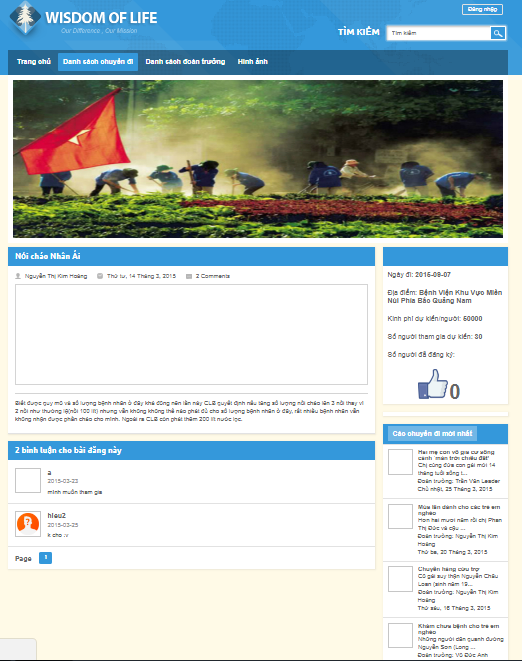 Đăng nhập
WISDOM OF LIFE
Our Difference , Our Mission
TÌM KIẾM
Tìm kiếm
Trang chủ
Danh sách chuyến đi
Danh sách đoàn trưởng
Hình ảnh
Nồi cháo Nhân Ái
Nguyễn Thị Kim Hoàng
Thứ tư, 14 Tháng 3, 2015
2 Comments
Biết được quy mô và số lượng bệnh nhân ở đây khá đông nên lần này CLB quyết định nấu tăng số lượng nồi cháo lên 3 nồi thay vì
2 nồi như thường lệ(nồi 100 lít) nhưng vẫn không không thể nào phát đủ cho số lượng bệnh nhân ở đây, rất nhiều bệnh nhân vẫn
không nhận được phần cháo cho mình. Ngoài ra CLB còn phát thêm 200 lít nước lọc.
2 bình luận cho bài đăng này
a
2015-03-23
mình muốn tham gia
hieu2
2015-03-25
k cho :v
Page 1
Ngày đi: 2015-09-07
Địa điểm: Bệnh Viện Khu Vực Miền
Núi Phía Bắc Quảng Nam
Kinh phí dự kiến/người: 50000
Số người tham gia dự kiến: 30
Số người đã đăng ký:
0
Các chuyến đi mới nhất
Hai mẹ con võ già cư sống
cảnh 'màn trời chiếu đất'
Chị cùng đứa con gái mới 14
tháng tuổi sống t...
Đoàn trưởng: Trần Văn Leader
Chủ nhật, 25 Tháng 3, 2015
Múa lân dành cho các trẻ em
nghèo
Hơn hai mươi năm rồi chị Phan
Thị Đức và cậu ...
Đoàn trưởng: Nguyễn Thị Kim
Hoàng
Thứ ba, 20 Tháng 3, 2015
Chuyến hàng cứu trợ
Cô gái suy thận Nguyễn Châu
Loan (sinh năm 19...
Đoàn trưởng: Nguyễn Thị Kim
Hoàng
Thứ sáu, 16 Tháng 3, 2015
Khám chữa bệnh cho trẻ em
nghèo
Những người dân quanh đường
Nguyễn Sơn (Long ...
Đoàn trưởng: Võ Đức Anh